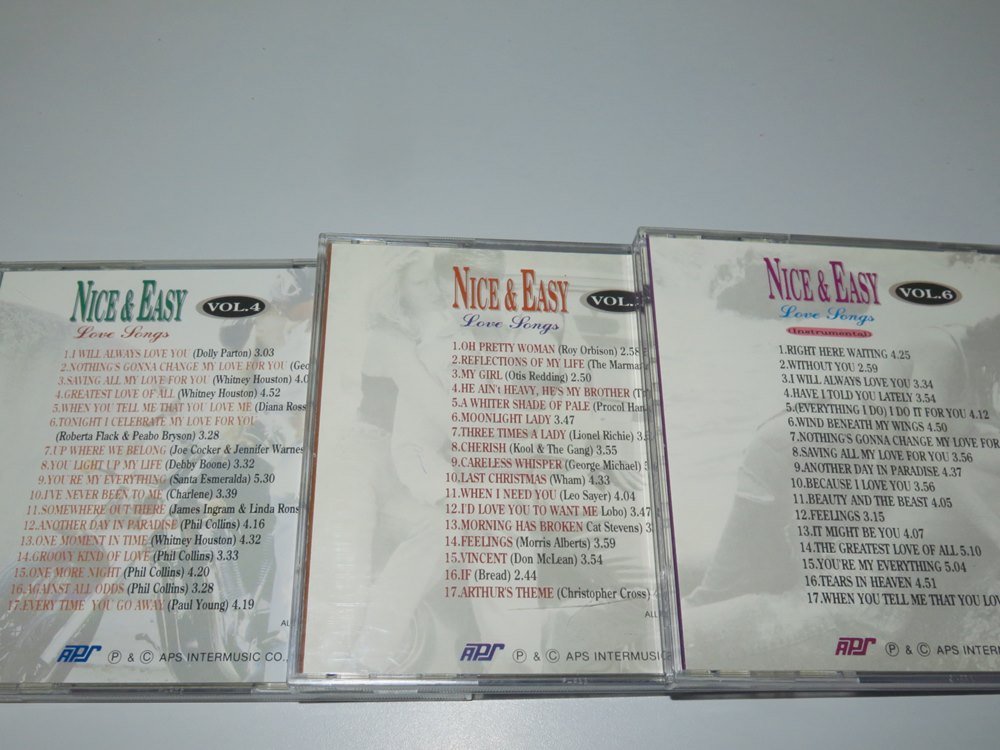 NICE & EASY
VOL.4
Love Songs
1.I WILL ALWAYS LOVE YOU (Dolly Parton) 3.03
2.NOTHING'S GONNA CHANGE MY LOVE FOR YOU
3.SAVING ALL MY LOVE FOR YOU (Whitney Houston)
4.GREATEST LOVE OF ALL (Whitney Houston) 4.52
5.WHEN YOU TELL ME THAT YOU LOVE ME (Diana Ross
6.TONIGHT I CELEBRATE MY LOVE FOR YOU
(Roberta Flack & Peabo Bryson) 3.28
7.UP WHERE WE BELONG (Joe Cocker & Jennifer Warnes
8.YOU LIGHT UP MY LIFE (Debby Boone) 3.32
9.YOU RE MY EVERYTHING (Santa Esmeralda) 5.30
10.I'VE NEVER BEEN TO ME (Charlene) 3.39
11.SOMEWHERE OUT THERE (James Ingram & Linda Rons
12.ANOTHER DAY IN PARADISE (Phil Collins) 4.16
13.ONE MOMENT IN TIME (Whitney Houston) 4.32
14.GROOVY KIND OF LOVE (Phil Collins) 3.33
15.ONE MORE NIGHT (Phil Collins) 4.20
16.AGAINST ALL ODDS (Phil Collins) 3.28
17.EVERY TIME YOU GO AWAY (Paul Young) 4.19
APS ℗ & © APS INTERMUSIC CO.,
NICE & EASY
VOL.
Love Songs
1.OH PRETTY WOMAN (Roy Orbison) 2.58
2.REFLECTIONS OF MY LIFE (The Marma
3.MY GIRL (Otis Redding) 2.50
4.HE AIN't HEAVY, HE'S MY BROTHER
5.A WHITER SHADE OF PALE (Procol Har
6.MOONLIGHT LADY 3.47
7.THREE TIMES A LADY (Lionel Richie) 3.
8.CHERISH (Kool & The Gang) 3.55
9.CARELESS WHISPER (George Michael) 5
10.LAST CHRISTMAS (Wham) 4.33
11.WHEN I NEED YOU (Leo Sayer) 4.04
12.I'D LOVE YOU TO WANT ME Lobo) 3.47
13.MORNING HAS BROKEN Cat Stevens) 3
14.FEELINGS (Morris Alberts) 3.59
15.VINCENT (Don McLean) 3.54
16.IF (Bread) 2.44
17.ARTHUR'S THEME (Christopher Cross)
ALL
APS ℗ & © APS INTERMUSIC
NICE & EASY
VOL.6
Love Songs
(Instrumental)
1.RIGHT HERE WAITING 4.25
2.WITHOUT YOU 2.59
3.I WILL ALWAYS LOVE YOU 3.34
4.HAVE I TOLD YOU LATELY 3.54
5.(EVERYTHING I DO) I DO IT FOR YOU 4.12
6.WIND BENEATH MY WINGS 4.50
7.NOTHING'S GONNA CHANGE MY LOVE FOR
8.SAVING ALL MY LOVE FOR YOU 3.56
9.ANOTHER DAY IN PARADISE 4.37
10.BECAUSE I LOVE YOU 3.56
11.BEAUTY AND THE BEAST 4.05
12.FEELINGS 3.15
13.IT MIGHT BE YOU 4.07
14.THE GREATEST LOVE OF ALL 5.10
15.YOU'RE MY EVERYTHING 5.04
16.TEARS IN HEAVEN 4.51
17.WHEN YOU TELL ME THAT YOU LOV
APS ℗ & © APS INTERM